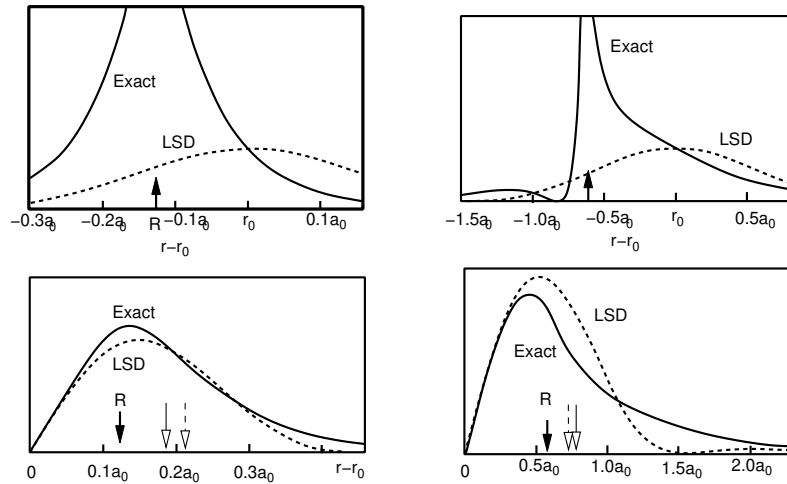 Exact
LSD
−0.3a₀ −0.2a₀ R −0.1a₀ r₀ 0.1a₀
r−r₀
Exact
LSD
−1.5a₀ −1.0a₀ −0.5a₀ r₀ 0.5a₀
r−r₀
Exact
LSD
R
0 0.1a₀ 0.2a₀ 0.3a₀ r−r₀
LSD
Exact
R
0 0.5a₀ 1.0a₀ 1.5a₀ 2.0a₀